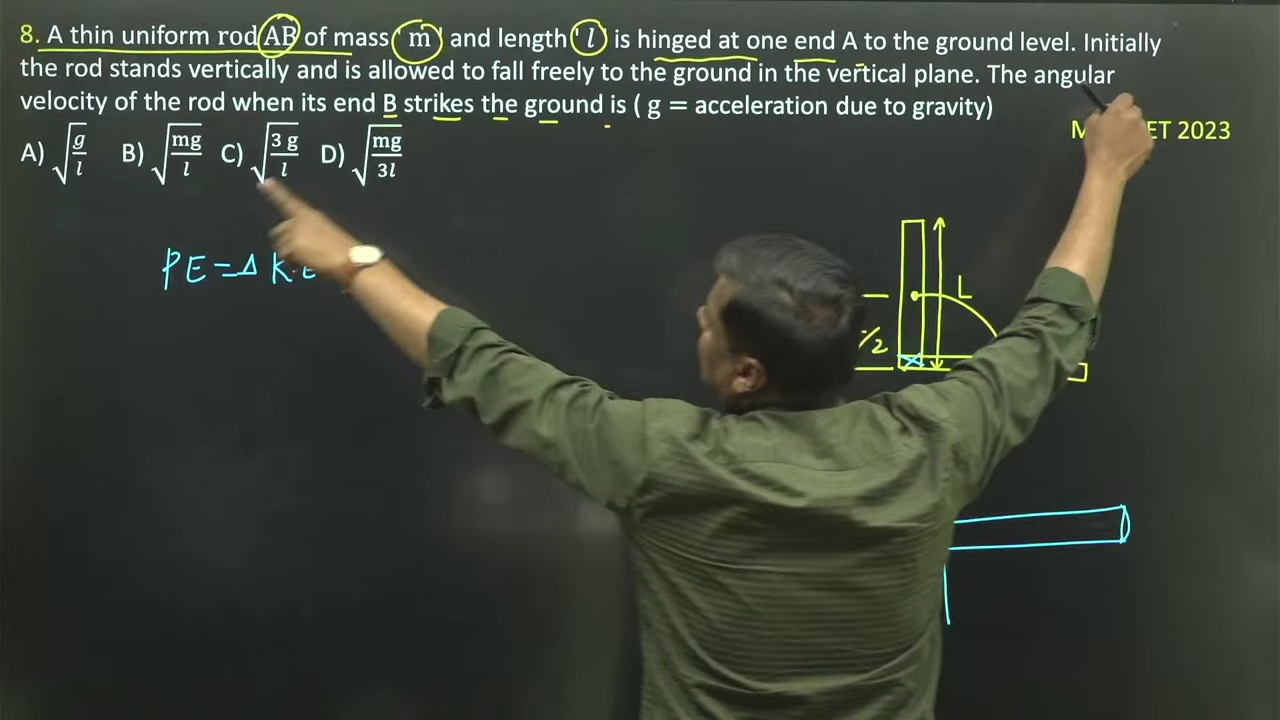 8. A thin uniform rod AB of mass 'm' and length 'l' is hinged at one end A to the ground level. Initially
the rod stands vertically and is allowed to fall freely to the ground in the vertical plane. The angular
velocity of the rod when its end B strikes the ground is ( g = acceleration due to gravity)
ET 2023
A) √(g/l) B) √(mg/l) C) √(3 g/l) D) √(mg/3l)
PE = Δ K.E
L
/2